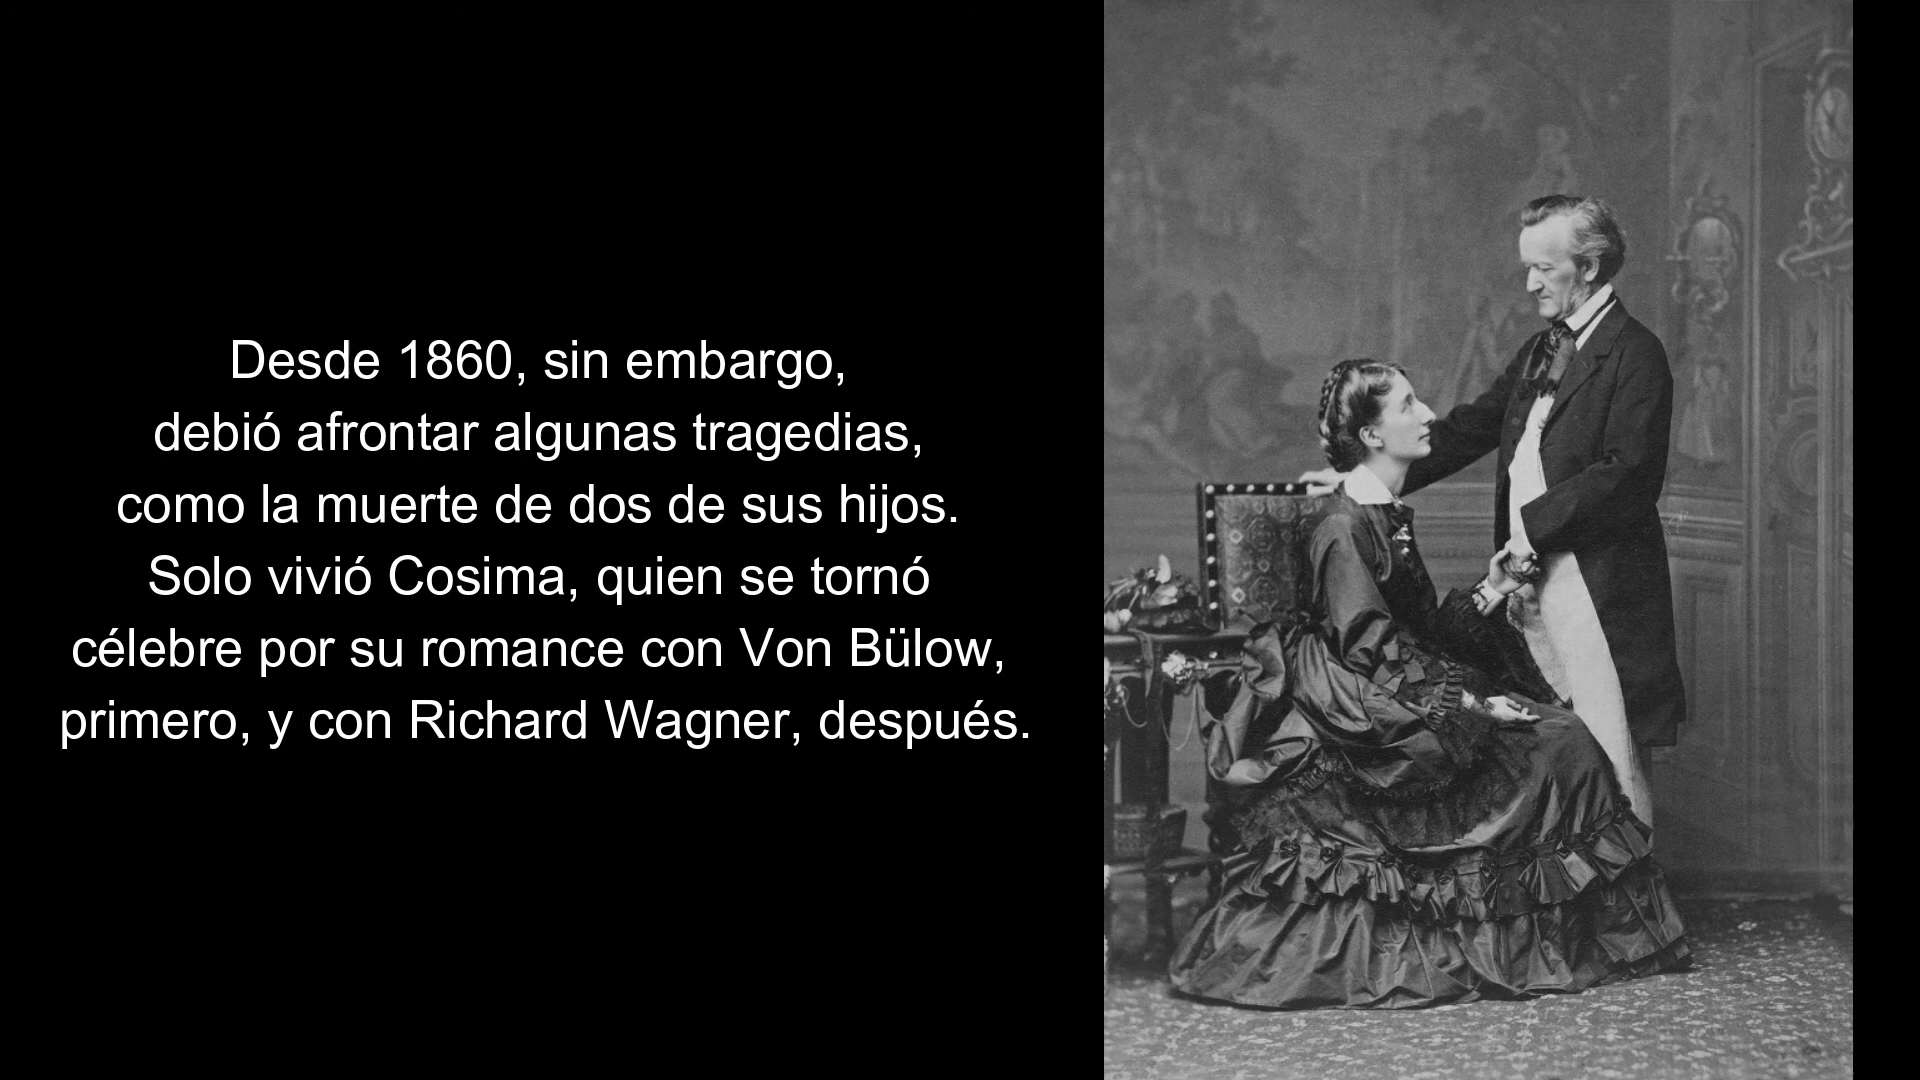 Desde 1860, sin embargo,
debió afrontar algunas tragedias,
como la muerte de dos de sus hijos.
Solo vivió Cosima, quien se tornó
célebre por su romance con Von Bülow,
primero, y con Richard Wagner, después.